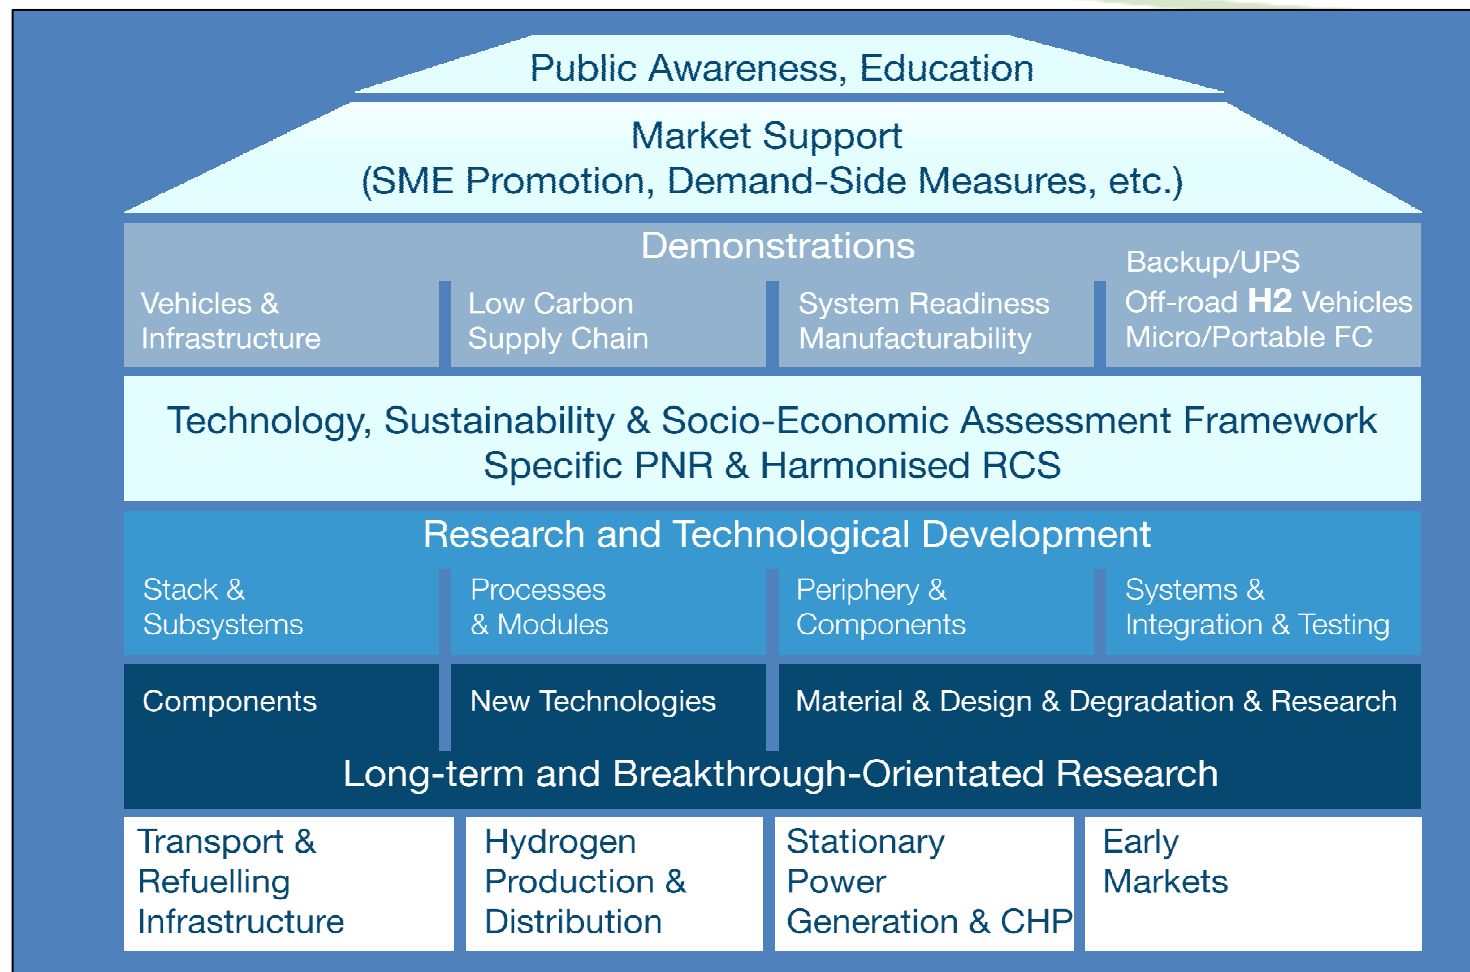 Public Awareness, Education
Market Support
(SME Promotion, Demand-Side Measures, etc.)
Demonstrations
Vehicles &
Infrastructure
Low Carbon
Supply Chain
System Readiness
Manufacturability
Backup/UPS
Off-road H2 Vehicles
Micro/Portable FC
Technology, Sustainability & Socio-Economic Assessment Framework
Specific PNR & Harmonised RCS
Research and Technological Development
Stack &
Subsystems
Processes
& Modules
Periphery &
Components
Systems &
Integration & Testing
Components
New Technologies
Material & Design & Degradation & Research
Long-term and Breakthrough-Orientated Research
Transport &
Refuelling
Infrastructure
Hydrogen
Production &
Distribution
Stationary
Power
Generation & CHP
Early
Markets